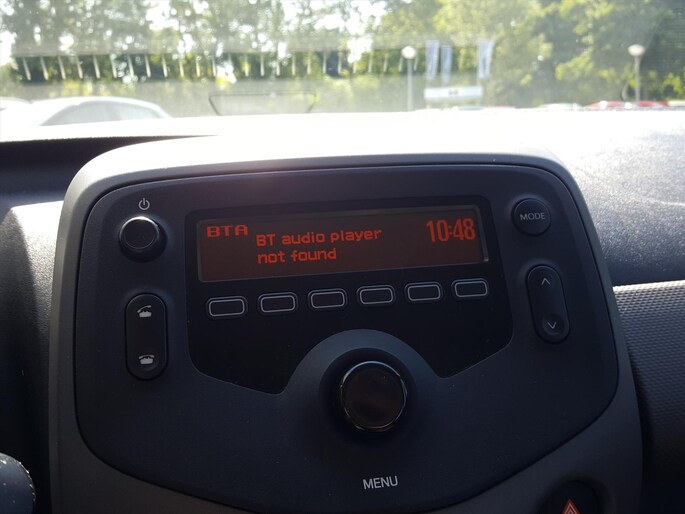 BTA
BT audio player
not found
10:48
MODE
MENU